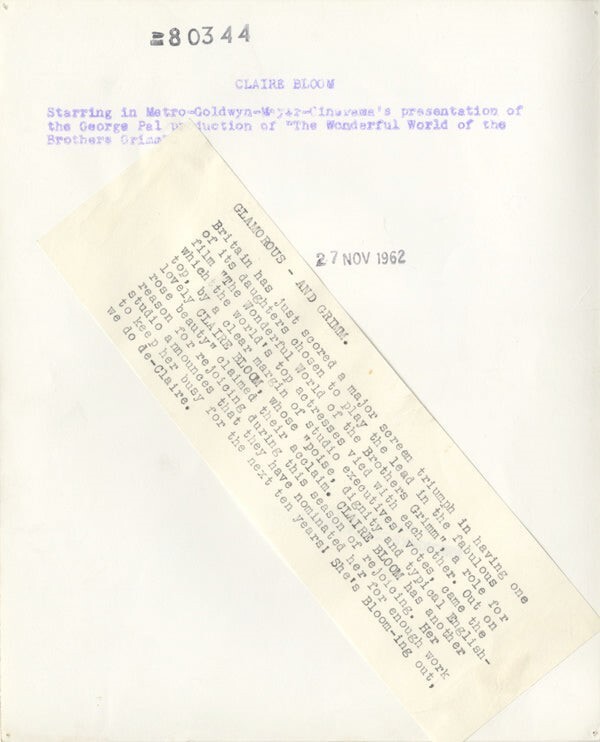 280344
CLAIRE BLOOM
Starring in Metro-Goldwyn-Mayer-Cinerama's presentation of
the George Pal production of "The Wonderful World of the
Brothers Grimm"
27 NOV 1962
GLAMOROUS - AND GRIMM.
Britain has just scored a major screen triumph in having one
of its daughters chosen to play the lead in the fabulous
film "The Wonderful World of the Brothers Grimm", a role for
which the world's top actresses vied with each other. Out on
top, by a clear margin of studio executives' votes, came the
lovely CLAIRE BLOOM, whose "poise, dignity and typical English-
rose beauty" claimed their acclaim. CLAIRE BLOOM has another
reason for rejoicing during this season of rejoicing. Her
studio announces that they have nominated her for enough work
to keep her busy for the next ten years! She's Bloom-ing out,
we do de-Claire.